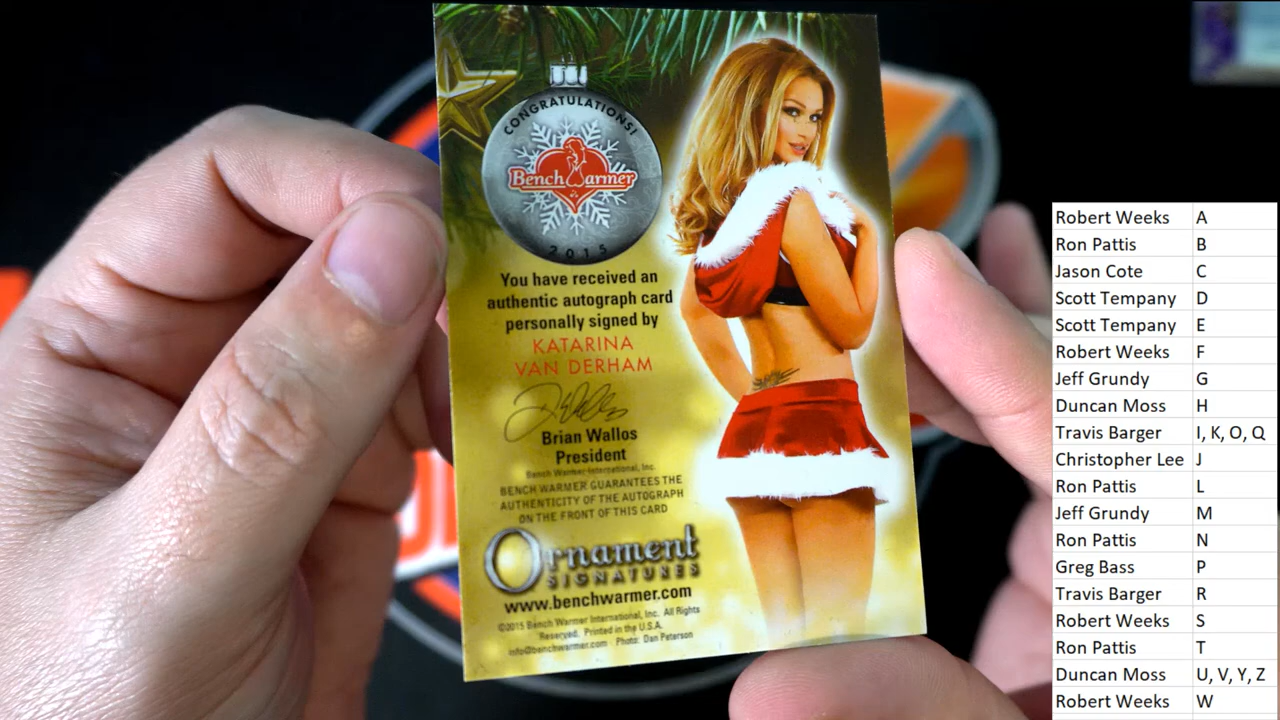 CONGRATULATIONS!
BenchWarmer
2015
You have received an
authentic autograph card
personally signed by
KATARINA
VAN DERHAM
Brian Wallos
President
Bench Warmer International, Inc.
BENCH WARMER GUARANTEES THE
AUTHENTICITY OF THE AUTOGRAPH
ON THE FRONT OF THIS CARD
Ornament
SIGNATURES
www.benchwarmer.com
©2015 Bench Warmer International, Inc. All Rights
Reserved. Printed in the U.S.A.
info@benchwarmer.com Photo: Dan Peterson
Robert Weeks A
Ron Pattis B
Jason Cote C
Scott Tempany D
Scott Tempany E
Robert Weeks F
Jeff Grundy G
Duncan Moss H
Travis Barger I, K, O, Q
Christopher Lee J
Ron Pattis L
Jeff Grundy M
Ron Pattis N
Greg Bass P
Travis Barger R
Robert Weeks S
Ron Pattis T
Duncan Moss U, V, Y, Z
Robert Weeks W